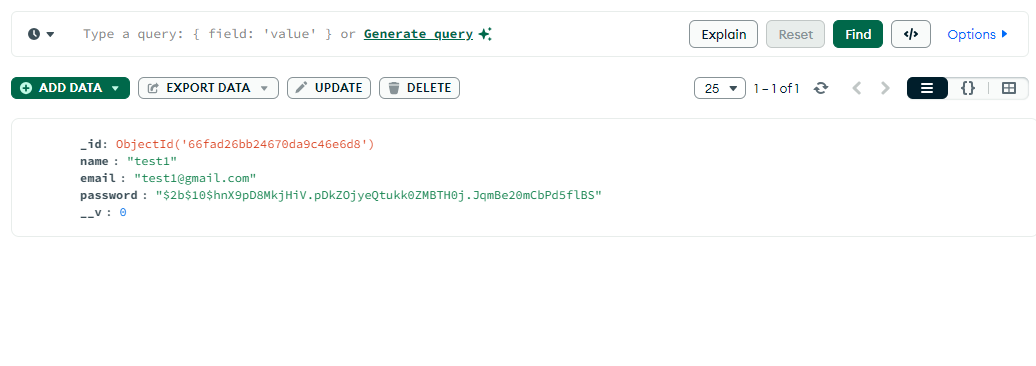 Type a query: { field: 'value' } or Generate query
Explain
Reset
Find
</>
Options
ADD DATA
EXPORT DATA
UPDATE
DELETE
25
1 – 1 of 1
{}
_id: ObjectId('66fad26bb24670da9c46e6d8')
name : "test1"
email : "test1@gmail.com"
password : "$2b$10$hnX9pD8MkjHiV.pDkZOjyeQtukk0ZMBTH0j.JqmBe20mCbPd5flBS"
__v : 0